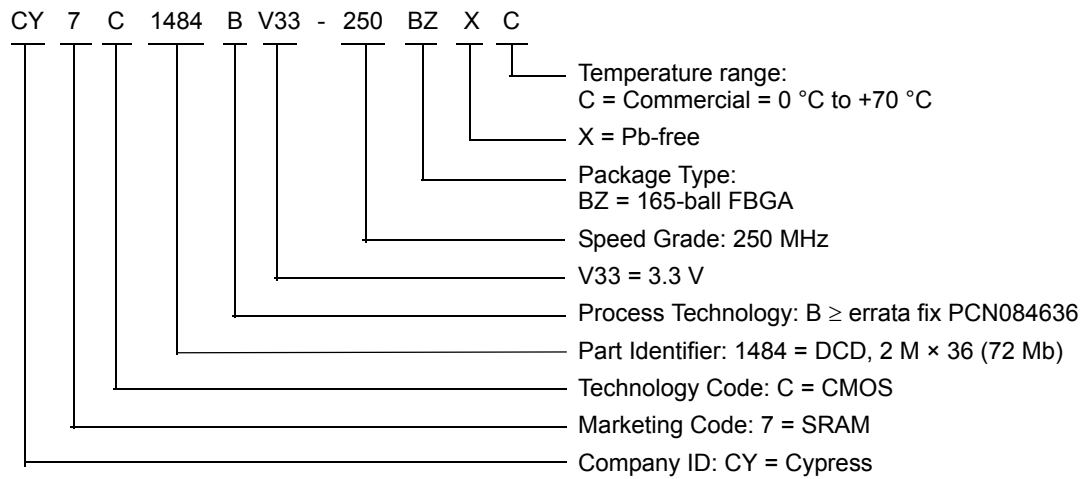 CY 7 C 1484 B V33 - 250 BZ X C
Temperature range:
C = Commercial = 0 °C to +70 °C
X = Pb-free
Package Type:
BZ = 165-ball FBGA
Speed Grade: 250 MHz
V33 = 3.3 V
Process Technology: B ≥ errata fix PCN084636
Part Identifier: 1484 = DCD, 2 M × 36 (72 Mb)
Technology Code: C = CMOS
Marketing Code: 7 = SRAM
Company ID: CY = Cypress